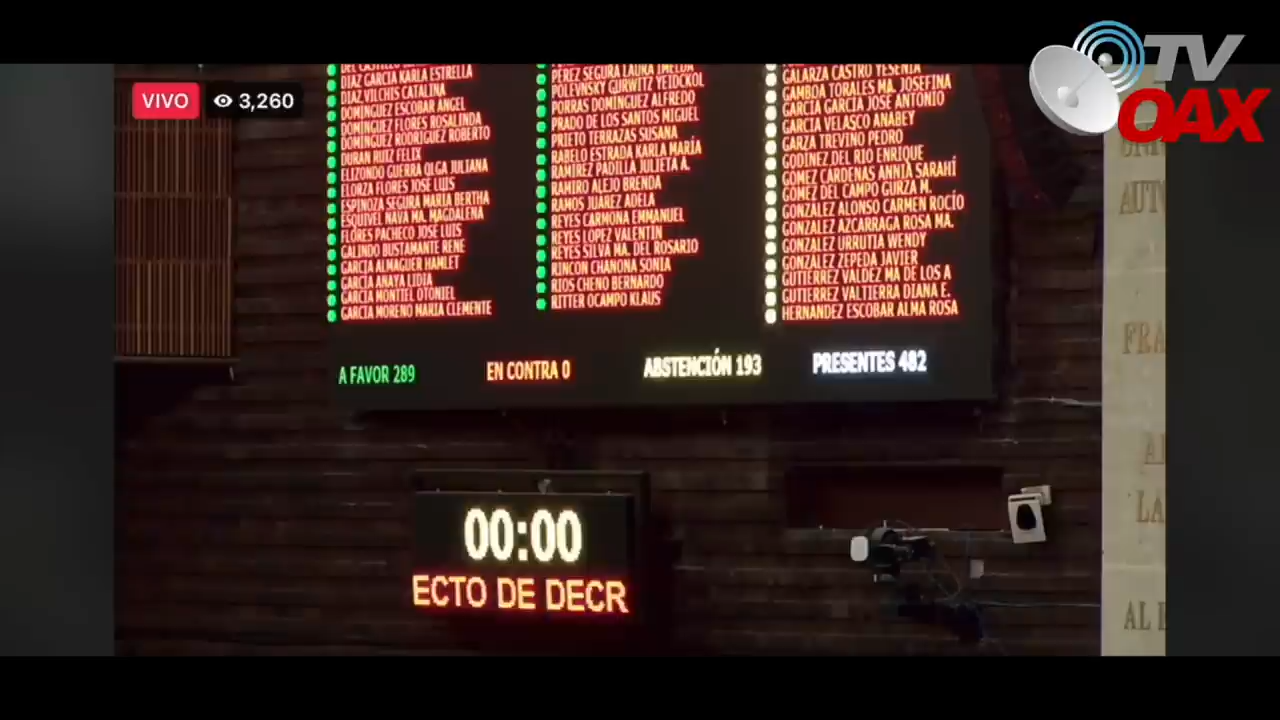 VIVO 3,260
TV
OAX
DIAZ GARCIA KARLA ESTRELLA
DIAZ VILCHIS CATALINA
DOMINGUEZ ESCOBAR ANGEL
DOMINGUEZ FLORES ROSALINDA
DOMINGUEZ RODRIGUEZ ROBERTO
DURAN RUIZ FELIX
ELIZONDO GUERRA OLGA JULIANA
ELORZA FLORES JOSE LUIS
ESPINOZA SEGURA MARIA BERTHA
ESQUIVEL NAVA MA. MAGDALENA
FLORES PACHECO JOSE LUIS
GALINDO BUSTAMANTE RENE
GARCIA ALMAGUER HAMLET
GARCIA ANAYA LIDIA
GARCIA MONTIEL OTONIEL
GARCIA MORENO MARIA CLEMENTE
PEREZ SEGURA LAURA IMELDA
POLEVNSKY GURWITZ YEIDCKOL
PORRAS DOMINGUEZ ALFREDO
PRADO DE LOS SANTOS MIGUEL
PRIETO TERRAZAS SUSANA
RABELO ESTRADA KARLA MARÍA
RAMIREZ PADILLA JULIETA A.
RAMIRO ALEJO BRENDA
RAMOS JUAREZ ADELA
REYES CARMONA EMMANUEL
REYES LOPEZ VALENTIN
REYES SILVA MA. DEL ROSARIO
RINCON CHANONA SONIA
RIOS CHENO BERNARDO
RITTER OCAMPO KLAUS
GALARZA CASTRO YESENIA
GAMBOA TORALES MA. JOSEFINA
GARCIA GARCIA JOSE ANTONIO
GARCIA VELASCO ANABEY
GARZA TREVINO PEDRO
GODINEZ DEL RIO ENRIQUE
GOMEZ CARDENAS ANNIA SARAHÍ
GOMEZ DEL CAMPO GURZA M.
GONZALEZ ALONSO CARMEN ROCÍO
GONZALEZ AZCARRAGA ROSA MA.
GONZALEZ URRUTIA WENDY
GONZALEZ ZEPEDA JAVIER
GUTIERREZ VALDEZ MA DE LOS A
GUTIERREZ VALTIERRA DIANA E.
HERNANDEZ ESCOBAR ALMA ROSA
A FAVOR 289 EN CONTRA 0 ABSTENCIÓN 193 PRESENTES 482
00:00
ECTO DE DECR
AUT
FRA
LA
AL